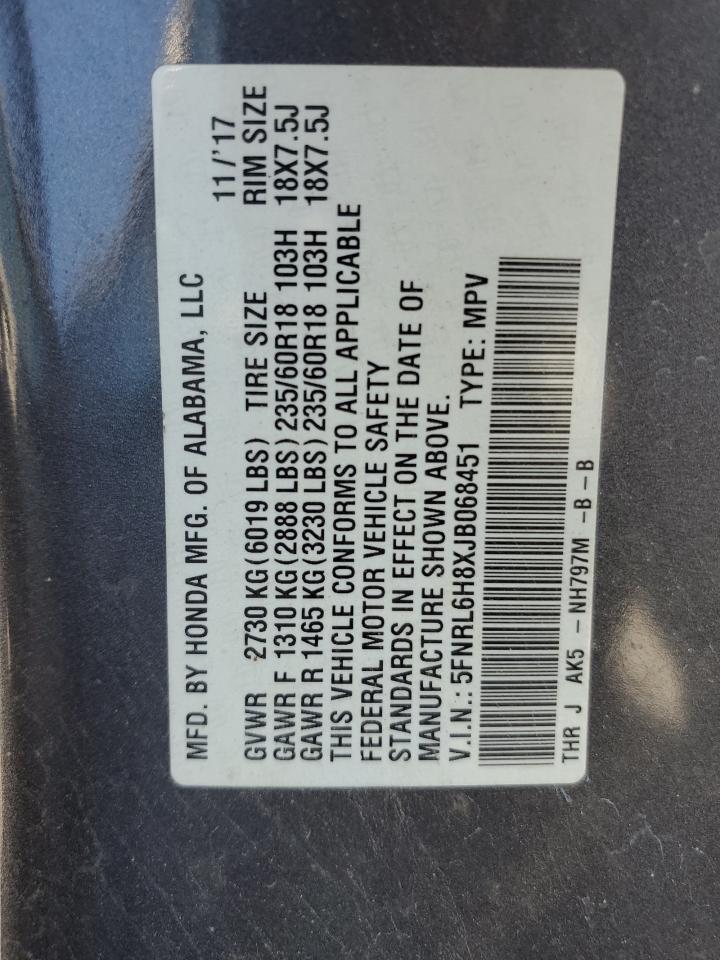 MFD. BY HONDA MFG. OF ALABAMA, LLC
11/'17
GVWR 2730 KG(6019 LBS) TIRE SIZE RIM SIZE
GAWR F 1310 KG(2888 LBS) 235/60R18 103H 18X7.5J
GAWR R 1465 KG(3230 LBS) 235/60R18 103H 18X7.5J
THIS VEHICLE CONFORMS TO ALL APPLICABLE
FEDERAL MOTOR VEHICLE SAFETY
STANDARDS IN EFFECT ON THE DATE OF
MANUFACTURE SHOWN ABOVE.
V.I.N.: 5FNRL6H8XJB068451 TYPE: MPV
THR J AK5 -NH797M -B -B